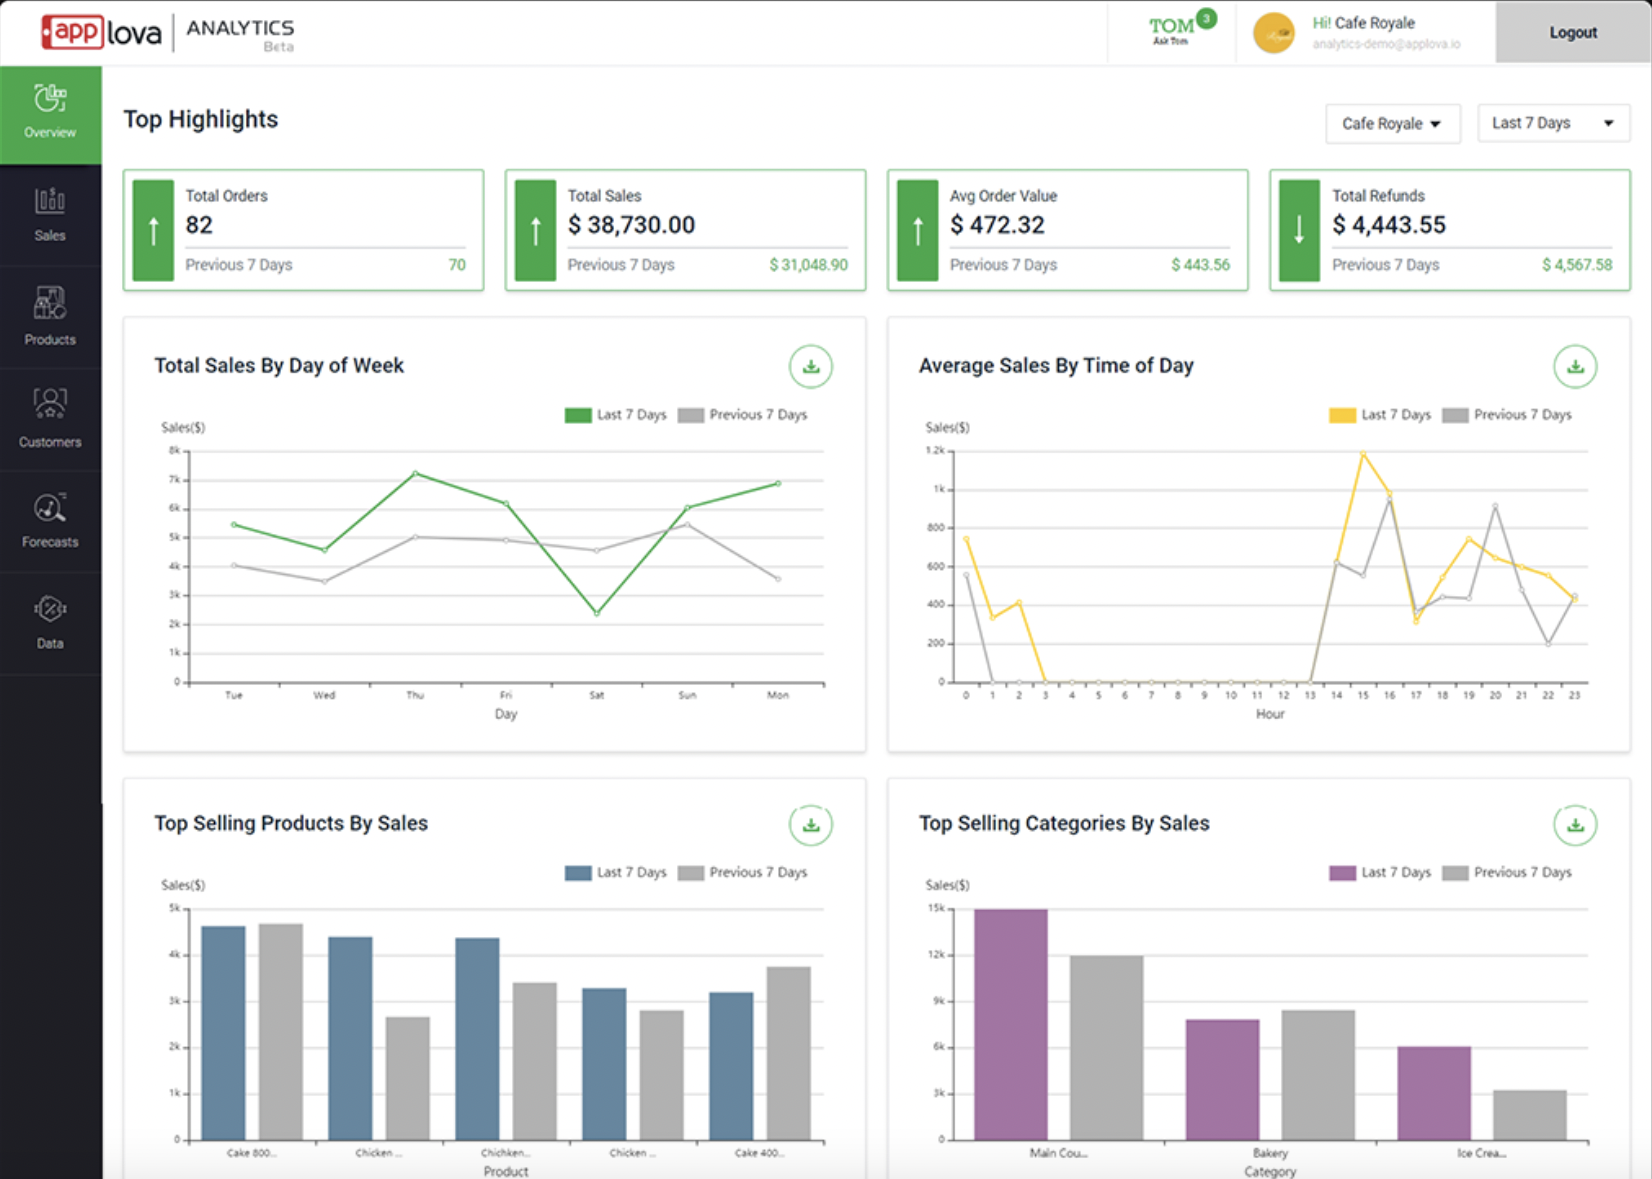 app lova ANALYTICS
Beta
TOM 3
Ask Tom
Hi! Cafe Royale
analytics-demo@applova.io
Logout
Overview
Sales
Products
Customers
Forecasts
Data
Top Highlights
Cafe Royale
Last 7 Days
Total Orders
82
Previous 7 Days 70
Total Sales
$ 38,730.00
Previous 7 Days $ 31,048.90
Avg Order Value
$ 472.32
Previous 7 Days $ 443.56
Total Refunds
$ 4,443.55
Previous 7 Days $ 4,567.58
Total Sales By Day of Week
Last 7 Days Previous 7 Days
Sales($)
8k
7k
6k
5k
4k
3k
2k
1k
0
Tue Wed Thu Fri Sat Sun Mon
Day
Average Sales By Time of Day
Last 7 Days Previous 7 Days
Sales($)
1.2k
1k
800
600
400
200
0
0 1 2 3 4 5 6 7 8 9 10 11 12 13 14 15 16 17 18 19 20 21 22 23
Hour
Top Selling Products By Sales
Last 7 Days Previous 7 Days
Sales($)
5k
4k
3k
2k
1k
0
Cake 800... Chicken ... Chichken... Chicken ... Cake 400...
Product
Top Selling Categories By Sales
Last 7 Days Previous 7 Days
Sales($)
15k
12k
9k
6k
3k
0
Main Cou... Bakery Ice Crea...
Category